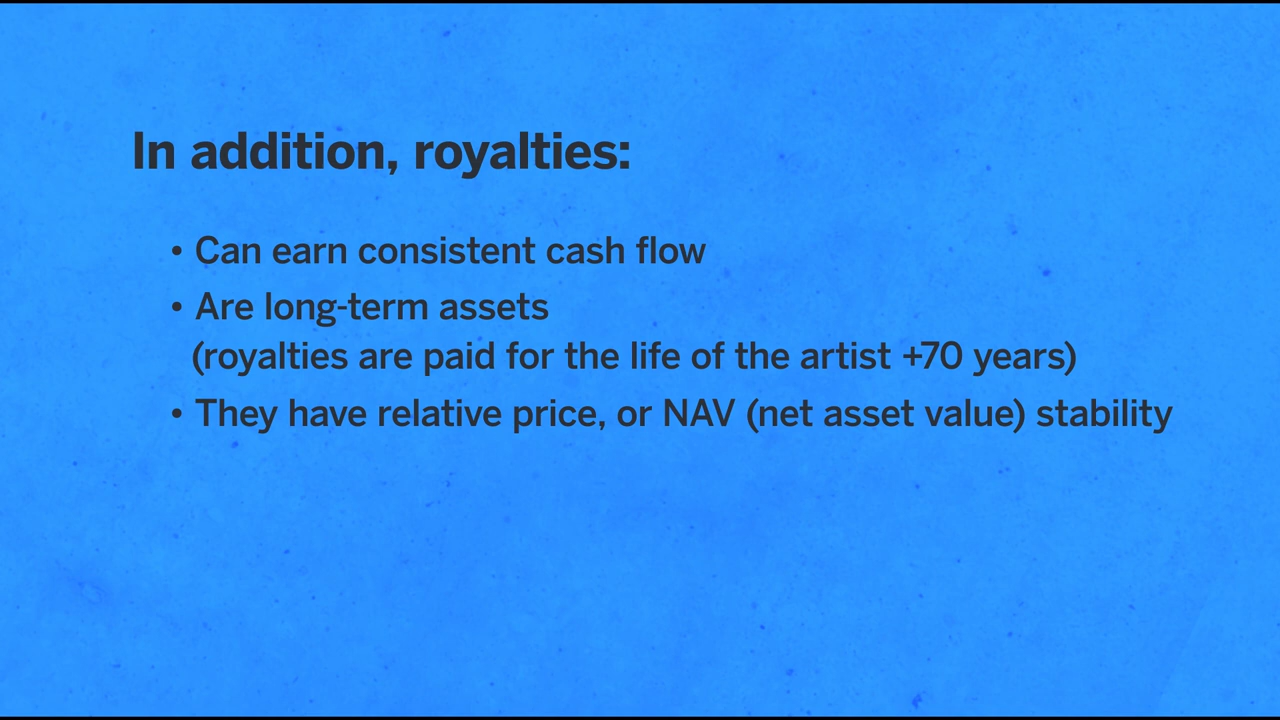 In addition, royalties:
• Can earn consistent cash flow
• Are long-term assets
(royalties are paid for the life of the artist +70 years)
• They have relative price, or NAV (net asset value) stability